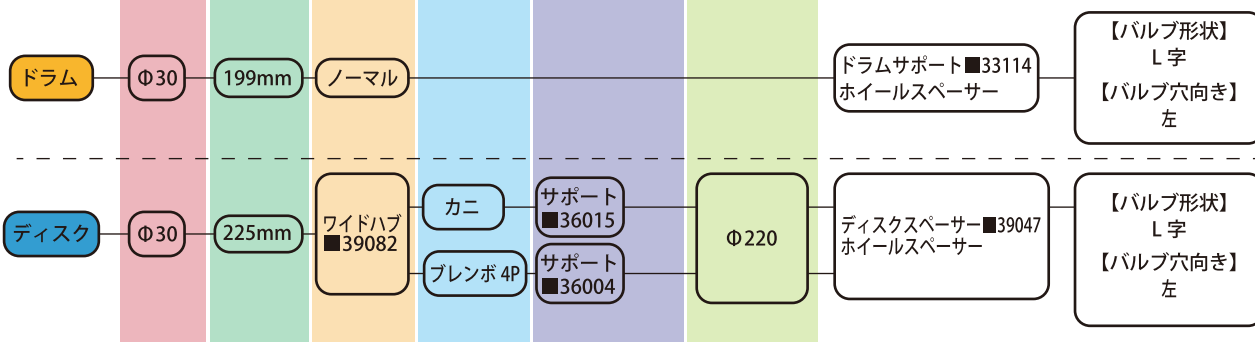 ドラム
Φ30
199mm
ノーマル
ドラムサポート■33114
ホイールスペーサー
【バルブ形状】
L字
【バルブ穴向き】
左
ディスク
Φ30
225mm
ワイドハブ
■39082
カニ
サポート
■36015
ブレンボ 4P
サポート
■36004
Φ220
ディスクスペーサー■39047
ホイールスペーサー
【バルブ形状】
L字
【バルブ穴向き】
左